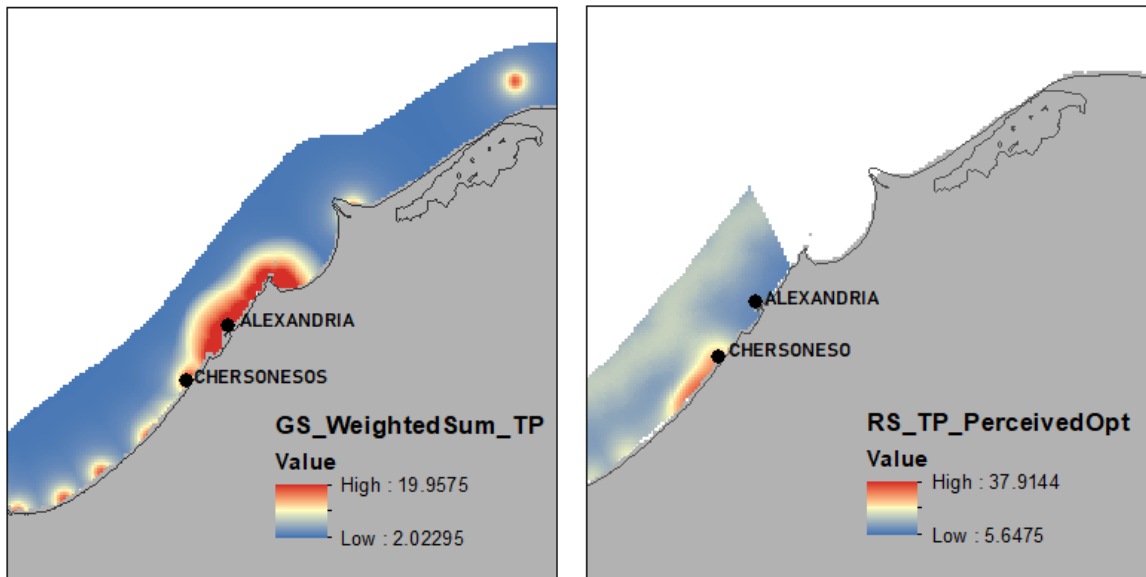 ALEXANDRIA
CHERSONESOS
GS_WeightedSum_TP
Value
High : 19.9575
Low : 2.02295
ALEXANDRIA
CHERSONESO
RS_TP_PerceivedOpt
Value
High : 37.9144
Low : 5.6475